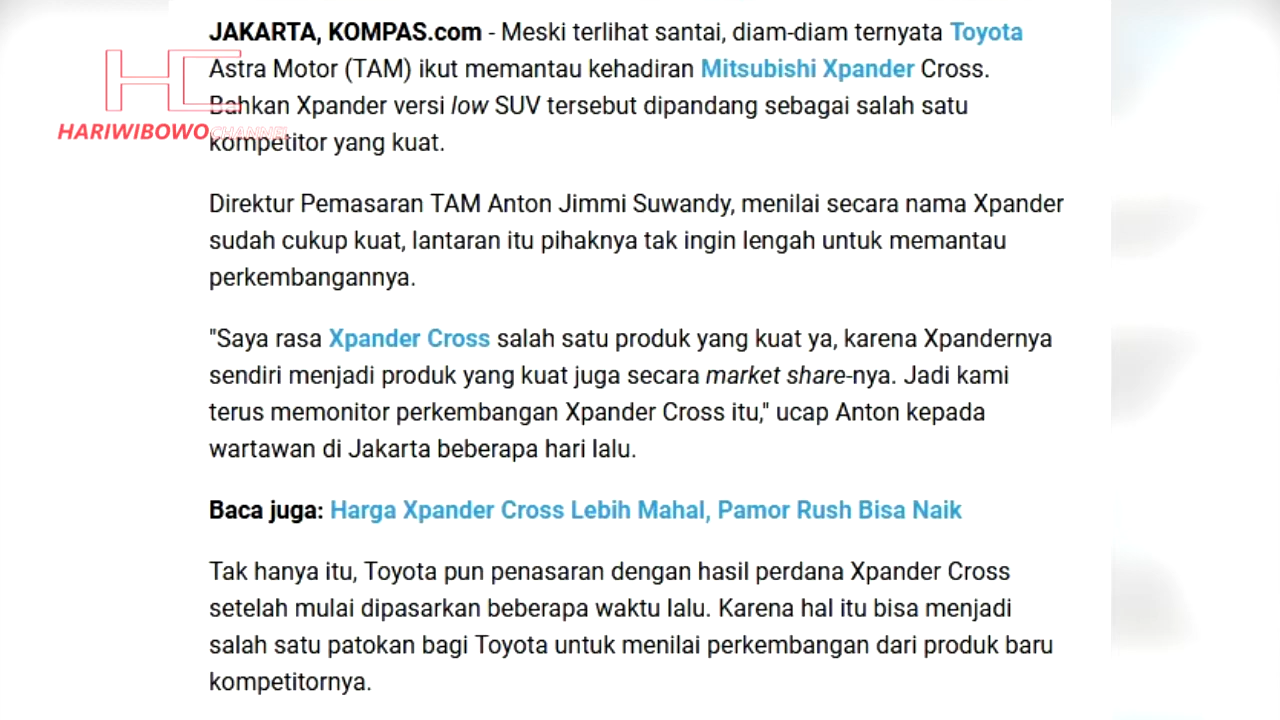 JAKARTA, KOMPAS.com - Meski terlihat santai, diam-diam ternyata Toyota
Astra Motor (TAM) ikut memantau kehadiran Mitsubishi Xpander Cross.
HC
Bahkan Xpander versi low SUV tersebut dipandang sebagai salah satu
HARIWIBOWO CHANNEL
kompetitor yang kuat.
Direktur Pemasaran TAM Anton Jimmi Suwandy, menilai secara nama Xpander
sudah cukup kuat, lantaran itu pihaknya tak ingin lengah untuk memantau
perkembangannya.
"Saya rasa Xpander Cross salah satu produk yang kuat ya, karena Xpandernya
sendiri menjadi produk yang kuat juga secara market share-nya. Jadi kami
terus memonitor perkembangan Xpander Cross itu," ucap Anton kepada
wartawan di Jakarta beberapa hari lalu.
Baca juga: Harga Xpander Cross Lebih Mahal, Pamor Rush Bisa Naik
Tak hanya itu, Toyota pun penasaran dengan hasil perdana Xpander Cross
setelah mulai dipasarkan beberapa waktu lalu. Karena hal itu bisa menjadi
salah satu patokan bagi Toyota untuk menilai perkembangan dari produk baru
kompetitornya.